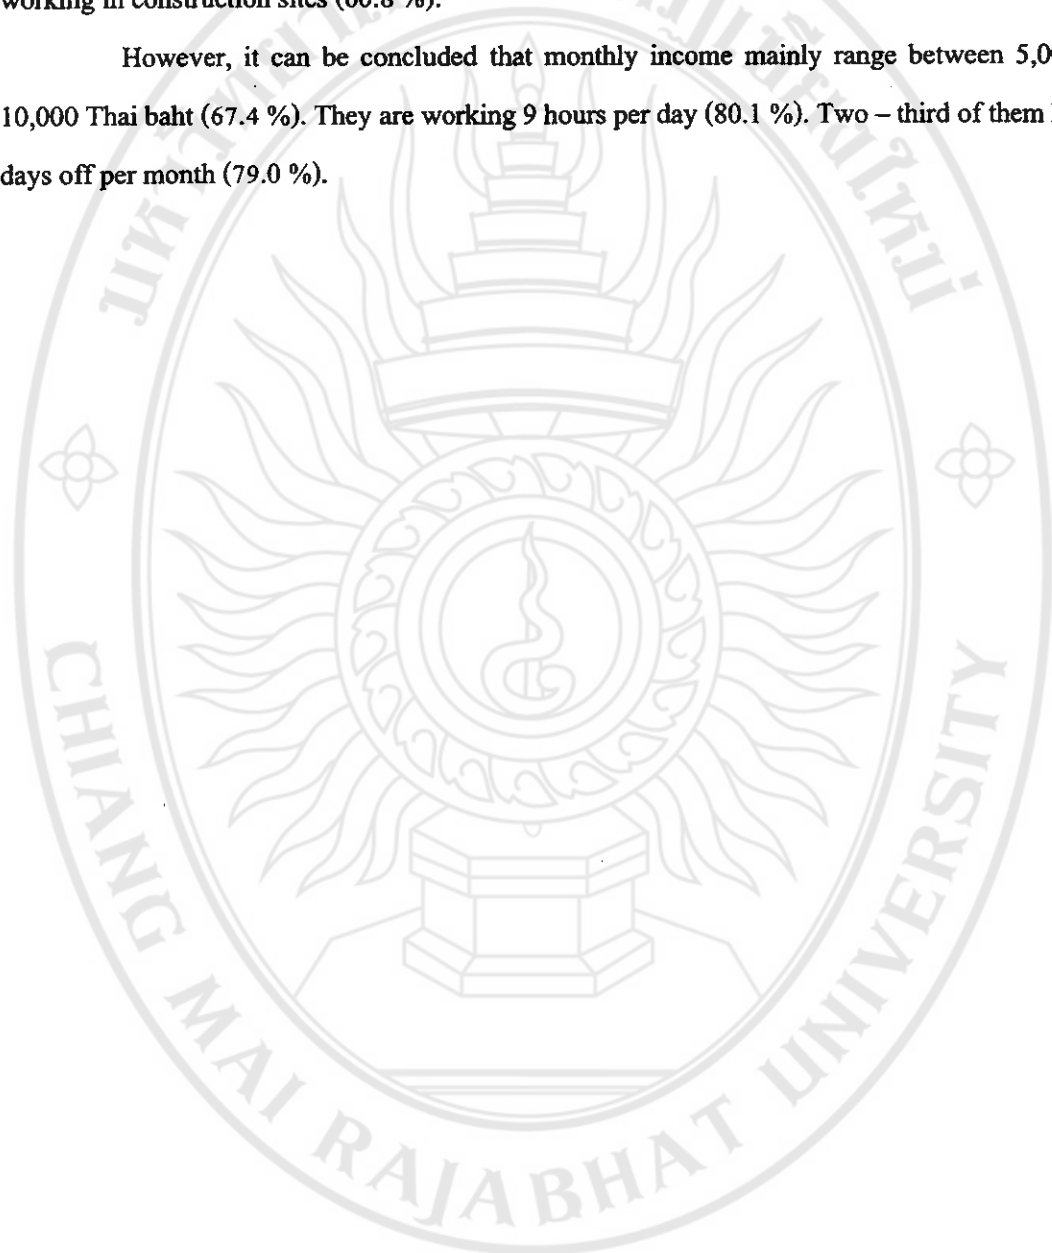 working in construction sites (60.8 %).
However, it can be concluded that monthly income mainly range between 5,0
10,000 Thai baht (67.4 %). They are working 9 hours per day (80.1 %). Two – third of them
days off per month (79.0 %).
CHIANG MAI RAJABHAT UNIVERSITY